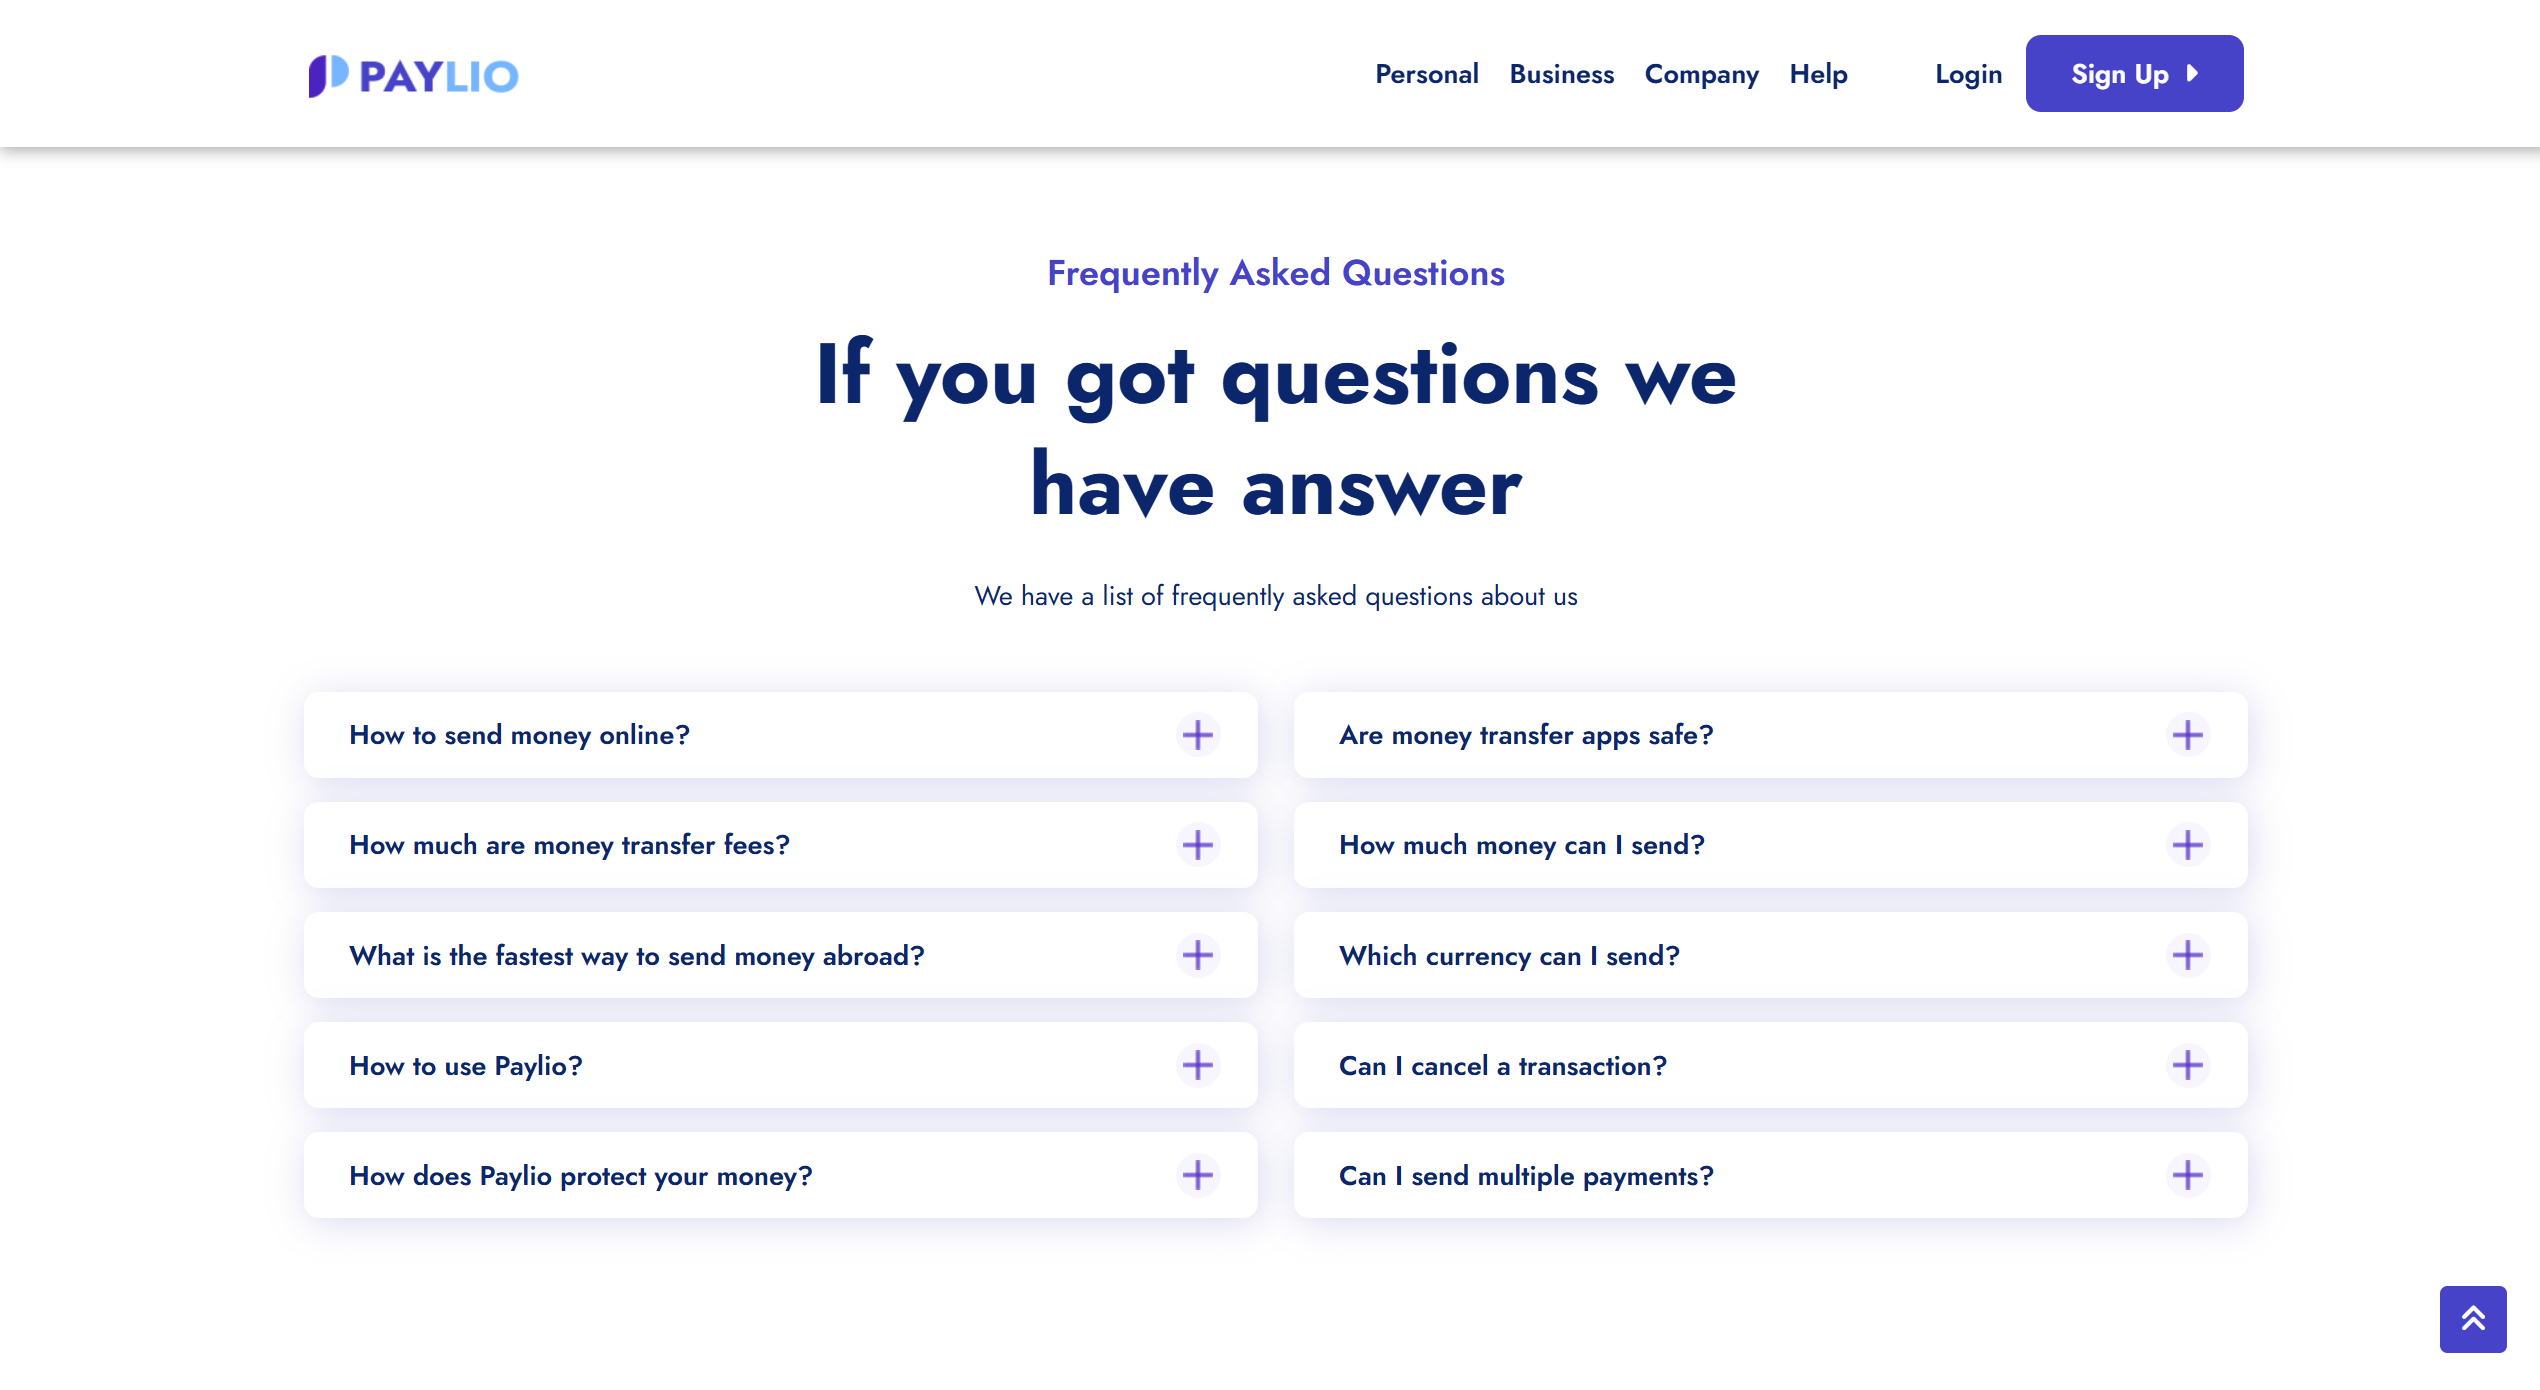 PAYLIO
Personal Business Company Help Login Sign Up
Frequently Asked Questions
If you got questions we
have answer
We have a list of frequently asked questions about us
How to send money online?
Are money transfer apps safe?
How much are money transfer fees?
How much money can I send?
What is the fastest way to send money abroad?
Which currency can I send?
How to use Paylio?
Can I cancel a transaction?
How does Paylio protect your money?
Can I send multiple payments?